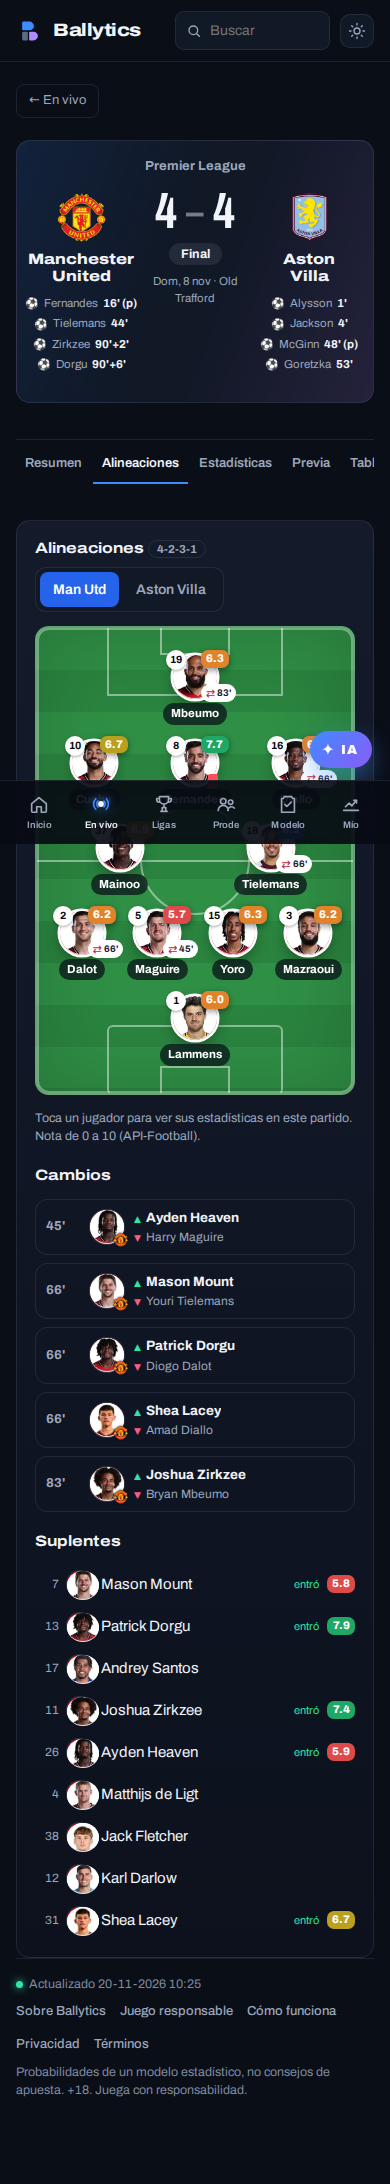 Ballytics
Buscar
← En vivo
Premier League
4 – 4
Manchester United
Aston Villa
Final
Dom, 8 nov · Old Trafford
Fernandes 16' (p)
Tielemans 44'
Zirkzee 90'+2'
Dorgu 90'+6'
Alysson 1'
Jackson 4'
McGinn 48' (p)
Goretzka 53'
Resumen Alineaciones Estadísticas Previa Tabl
Alineaciones 4-2-3-1
Man Utd Aston Villa
19 6.3
⇄ 83'
Mbeumo
10 6.7 8 7.7 16
⇄ 66'
✦ IA
Inicio En vivo Ligas Prode Modelo Mío
18
⇄ 66'
Mainoo Tielemans
2 6.2 5 5.7 15 6.3 3 6.2
⇄ 66' ⇄ 45'
Dalot Maguire Yoro Mazraoui
1 6.0
Lammens
Toca un jugador para ver sus estadísticas en este partido.
Nota de 0 a 10 (API-Football).
Cambios
45' ▲ Ayden Heaven
▼ Harry Maguire
66' ▲ Mason Mount
▼ Youri Tielemans
66' ▲ Patrick Dorgu
▼ Diogo Dalot
66' ▲ Shea Lacey
▼ Amad Diallo
83' ▲ Joshua Zirkzee
▼ Bryan Mbeumo
Suplentes
7 Mason Mount entró 5.8
13 Patrick Dorgu entró 7.9
17 Andrey Santos
11 Joshua Zirkzee entró 7.4
26 Ayden Heaven entró 5.9
4 Matthijs de Ligt
38 Jack Fletcher
12 Karl Darlow
31 Shea Lacey entró 6.7
Actualizado 20-11-2026 10:25
Sobre Ballytics Juego responsable Cómo funciona
Privacidad Términos
Probabilidades de un modelo estadístico, no consejos de
apuesta. +18. Juega con responsabilidad.